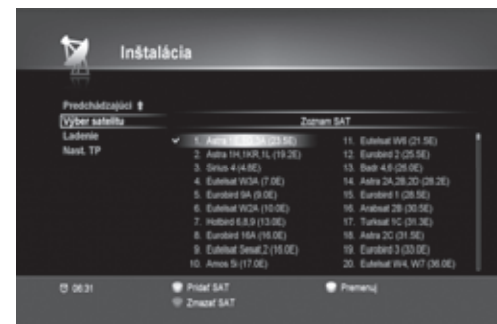 Inštalácia
Predchádzajúci
Výber satelitu
Ladenie
Nast. TP
Zoznam SAT
1. Astra (23.5E)
2. Astra 1H,1KR,1L (19.2E)
3. Sirius 4 (4.8E)
4. Eutelsat W3A (7.0E)
5. Eurobird 9A (9.0E)
6. Eutelsat W2A (10.0E)
7. Hotbird 6,8,9 (13.0E)
8. Eurobird 16A (16.0E)
9. Eutelsat Sesat,2 (16.0E)
10. Amos 5i (17.0E)
11. Eutelsat W6 (21.5E)
12. Eurobird 2 (25.5E)
13. Badr 4,6 (26.0E)
14. Astra 2A,2B,2D (28.2E)
15. Eurobird 1 (28.5E)
16. Arabsat 2B (30.5E)
17. Turksat 1C (31.3E)
18. Astra 2C (31.5E)
19. Eurobird 3 (33.0E)
20. Eutelsat W4, W7 (36.0E)
06:31
Pridať SAT
Premenuj
Zmazať SAT